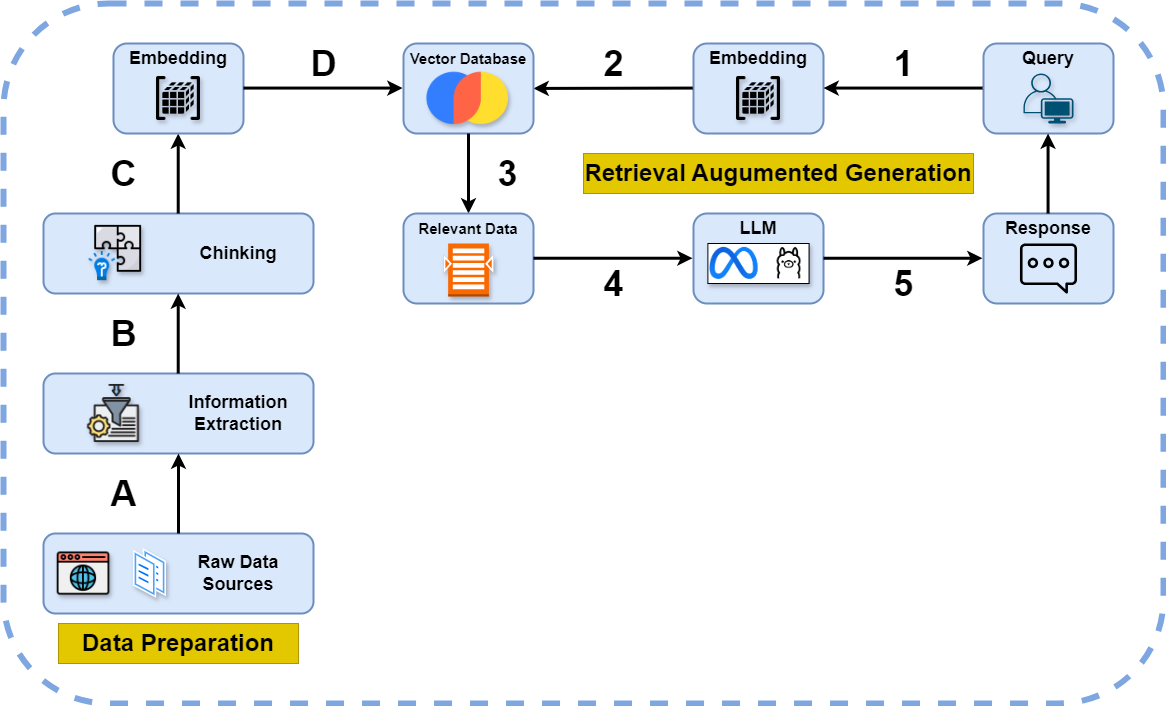 Embedding
D
Vector Database
2
Embedding
1
Query
C
3
Retrieval Augumented Generation
Chinking
Relevant Data
4
LLM
5
Response
B
Information
Extraction
A
Raw Data
Sources
Data Preparation